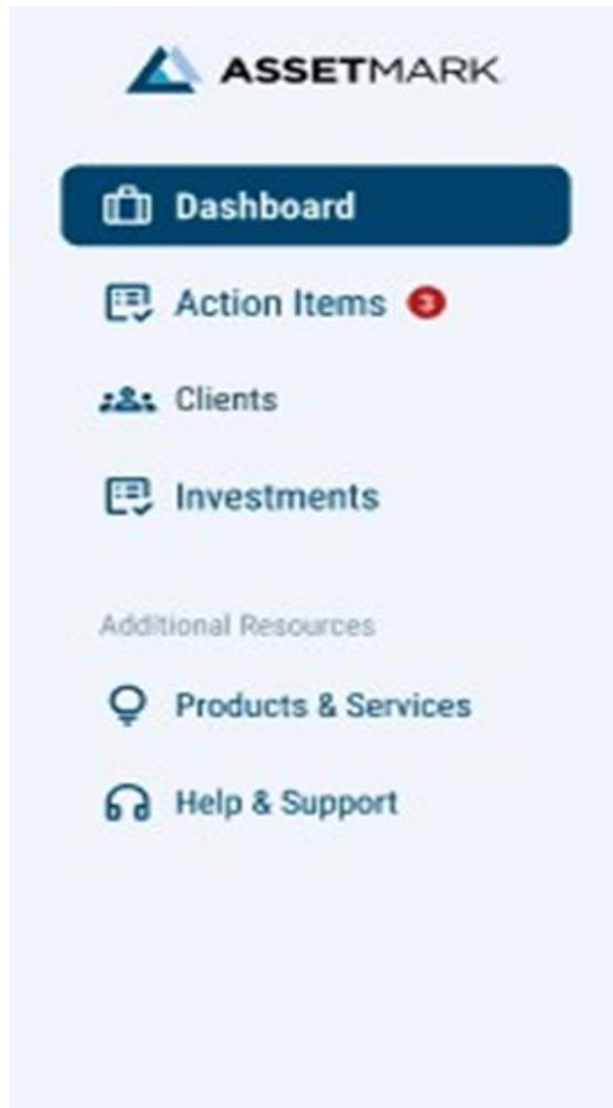 ASSETMARK
Dashboard
Action Items 3
Clients
Investments
Additional Resources
Products & Services
Help & Support